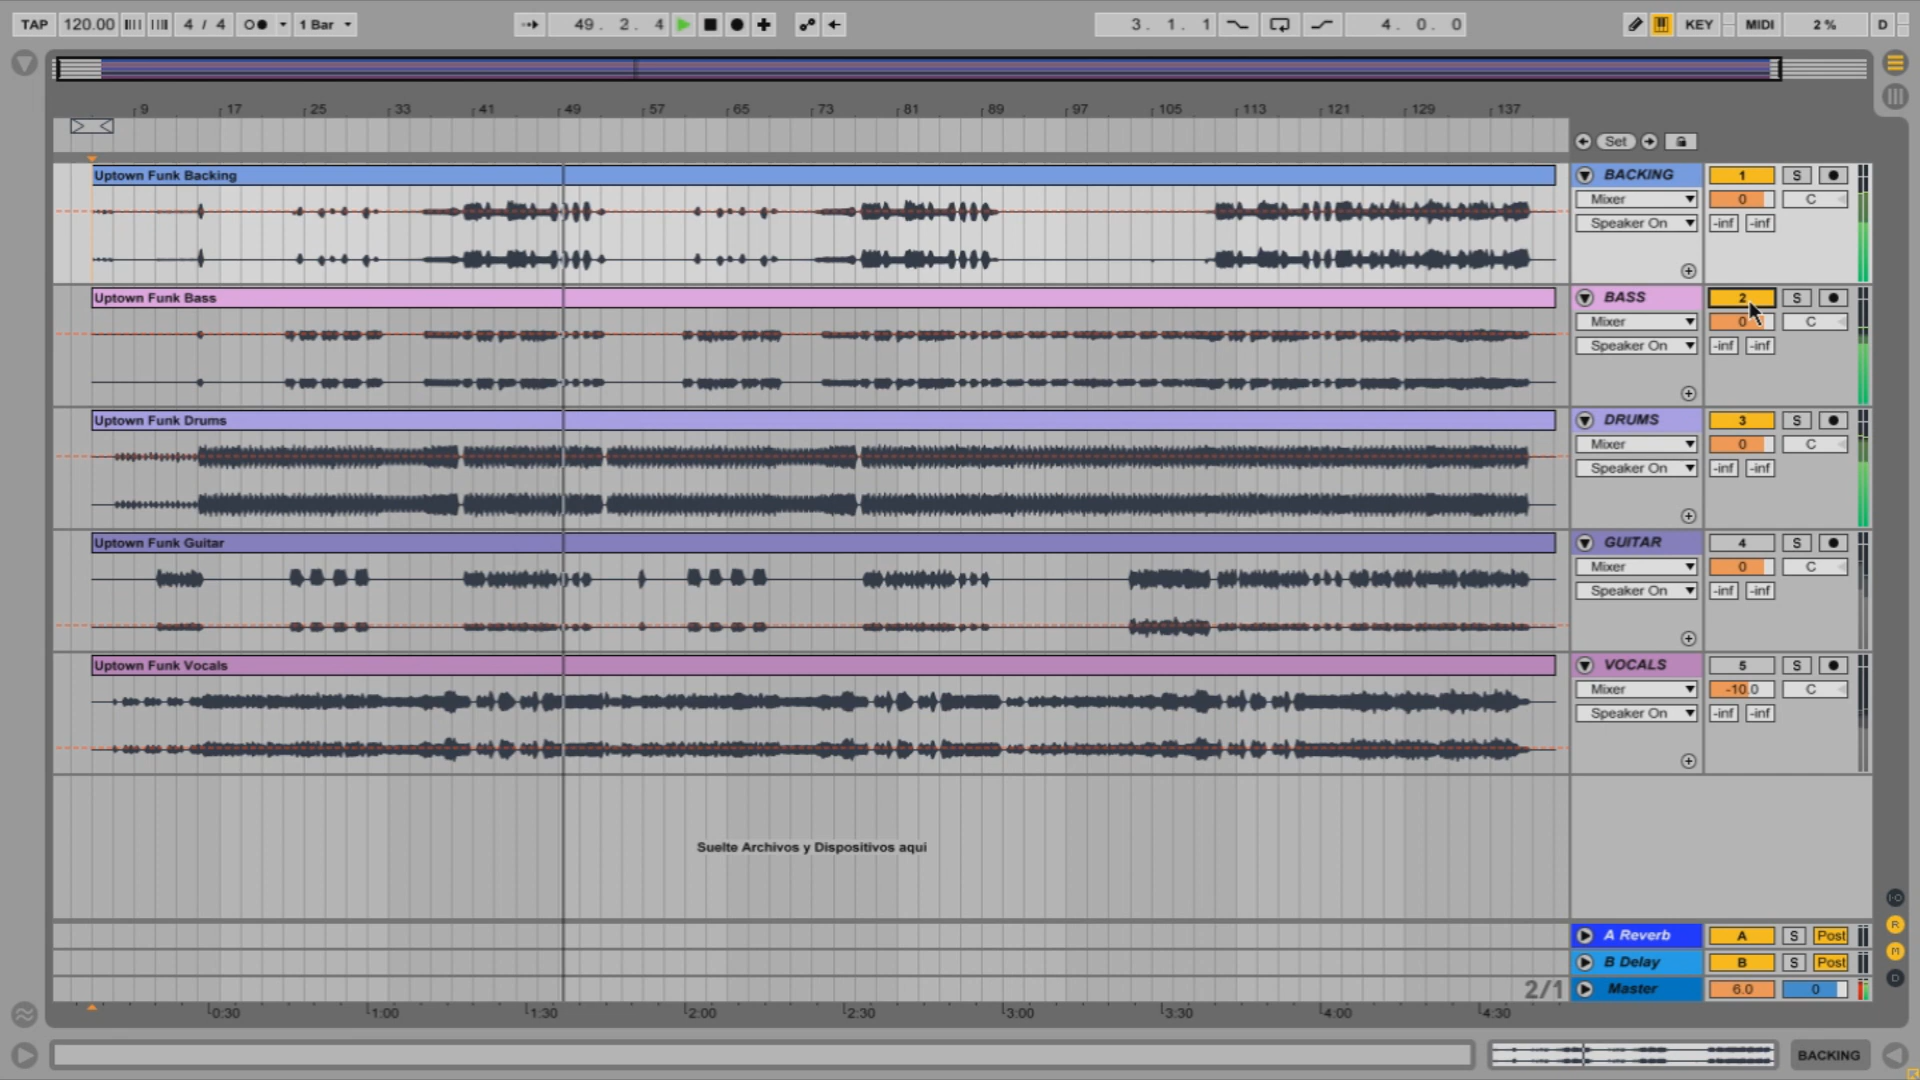 TAP 120.00 4 / 4 1 Bar 49. 2. 4 3. 1. 1 4. 0. 0 KEY MIDI 2 % D
9 17 25 33 41 49 57 65 73 81 89 97 105 113 121 129 137
Set
Uptown Funk Backing BACKING 1 S
Mixer 0 C
Speaker On -inf -inf
Uptown Funk Bass BASS 2 S
Mixer 0 C
Speaker On -inf -inf
Uptown Funk Drums DRUMS 3 S
Mixer 0 C
Speaker On -inf -inf
Uptown Funk Guitar GUITAR 4 S
Mixer 0 C
Speaker On -inf -inf
Uptown Funk Vocals VOCALS 5 S
Mixer -10.0 C
Speaker On -inf -inf
Suelte Archivos y Dispositivos aquí
I·O
A Reverb A S Post R
B Delay B S Post M
2/1 Master 6.0 0 D
0:30 1:00 1:30 2:00 2:30 3:00 3:30 4:00 4:30
BACKING